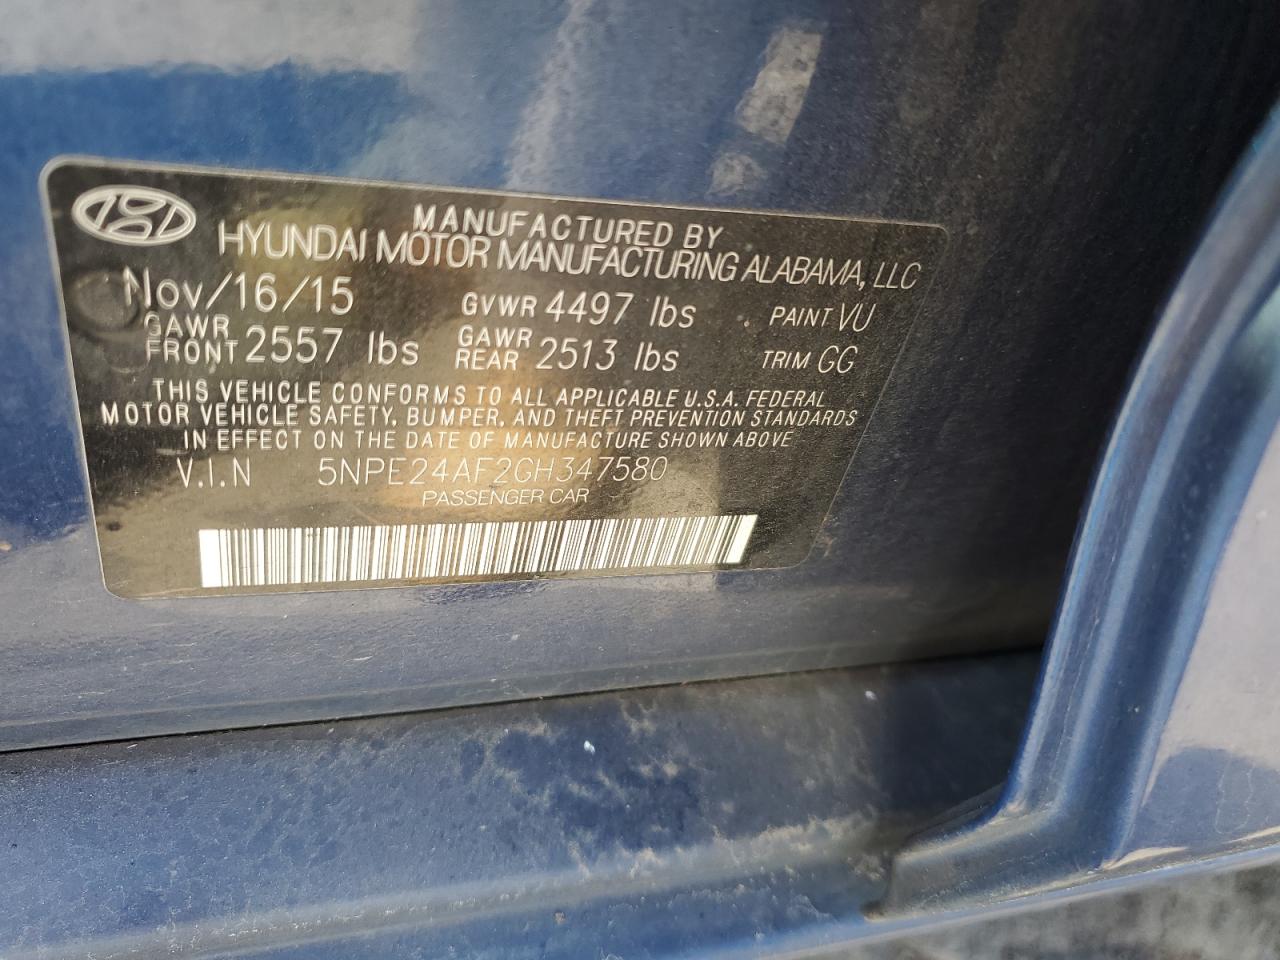 MANUFACTURED BY
HYUNDAI MOTOR MANUFACTURING ALABAMA, LLC
Nov/16/15 GVWR 4497 lbs PAINT VU
GAWR FRONT 2557 lbs GAWR REAR 2513 lbs TRIM GG
THIS VEHICLE CONFORMS TO ALL APPLICABLE U.S.A. FEDERAL
MOTOR VEHICLE SAFETY, BUMPER, AND THEFT PREVENTION STANDARDS
IN EFFECT ON THE DATE OF MANUFACTURE SHOWN ABOVE
V.I.N 5NPE24AF2GH347580
PASSENGER CAR